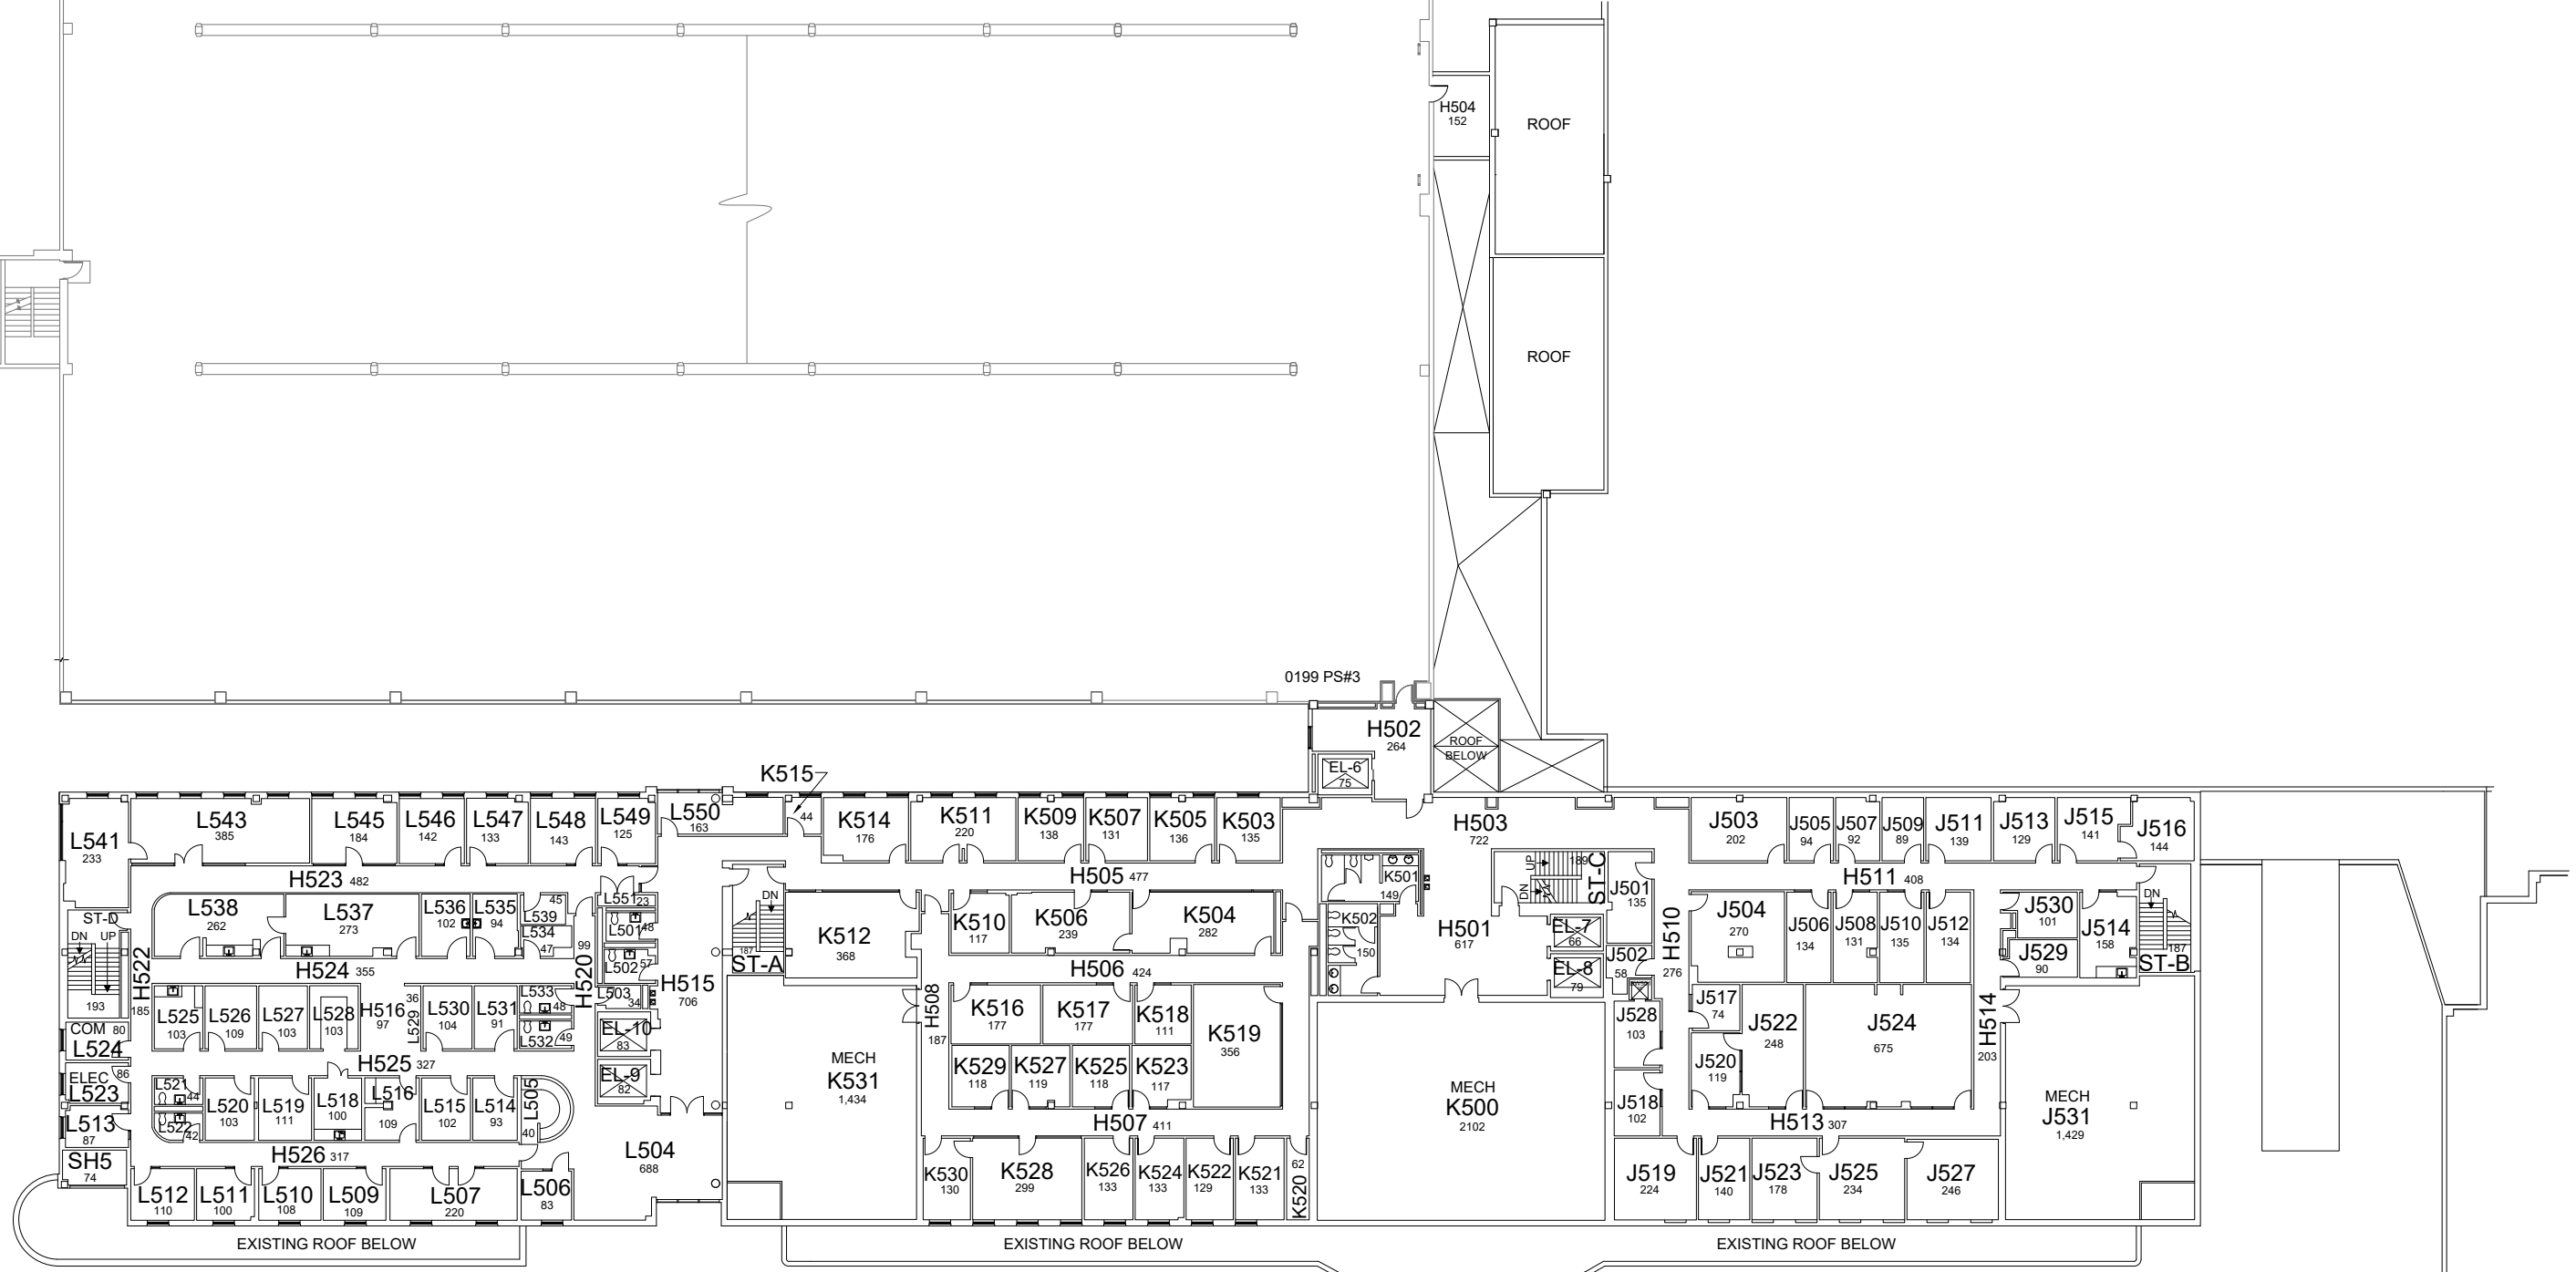 H504
152
ROOF
ROOF
0199 PS#3
H502
264
ROOF
BELOW
EL-6
75
K515
44
L541
233
L543
385
L545
184
L546
142
L547
133
L548
143
L549
125
L550
163
K514
176
K511
220
K509
138
K507
131
K505
136
K503
135
H503
722
J503
202
J505
94
J507
92
J509
89
J511
139
J513
129
J515
141
J516
144
H523 482
H505 477
H511 408
L538
262
L537
273
L536
102
L535
94
45
L539
L534
47
99
H520
L551 23
L501 48
L502 57
L503
34
DN
187
ST-A
K512
368
K510
117
K506
239
K504
282
K501
149
K502
150
H501
617
UP
DN
189
ST-C
EL-7
66
EL-8
79
J501
135
J502
58
H510
276
J504
270
J506
134
J508
131
J510
135
J512
134
J530
101
J529
90
J514
158
DN
187
ST-B
ST-D
DN UP
193
H522
185
H524 355
H515
706
H506 424
L525
103
L526
109
L527
103
L528
103
H516
97
36
L529
L530
104
L531
91
L533
48
L532 49
EL-10
83
EL-9
82
H508
187
K516
177
K517
177
K518
111
K519
356
J528
103
J517
74
J522
248
J524
675
H514
203
J520
119
COM 80
L524
H525 327
ELEC 86
L523
L521
44
L522
42
L520
103
L519
111
L518
100
L516
109
L515
102
L514
93
L505
40
MECH
K531
1,434
K529
118
K527
119
K525
118
K523
117
MECH
K500
2102
J518
102
MECH
J531
1,429
L513
87
H507 411
H513 307
H526 317
SH5
74
L504
688
L512
110
L511
100
L510
108
L509
109
L507
220
L506
83
K530
130
K528
299
K526
133
K524
133
K522
129
K521
133
62
K520
J519
224
J521
140
J523
178
J525
234
J527
246
EXISTING ROOF BELOW
EXISTING ROOF BELOW
EXISTING ROOF BELOW